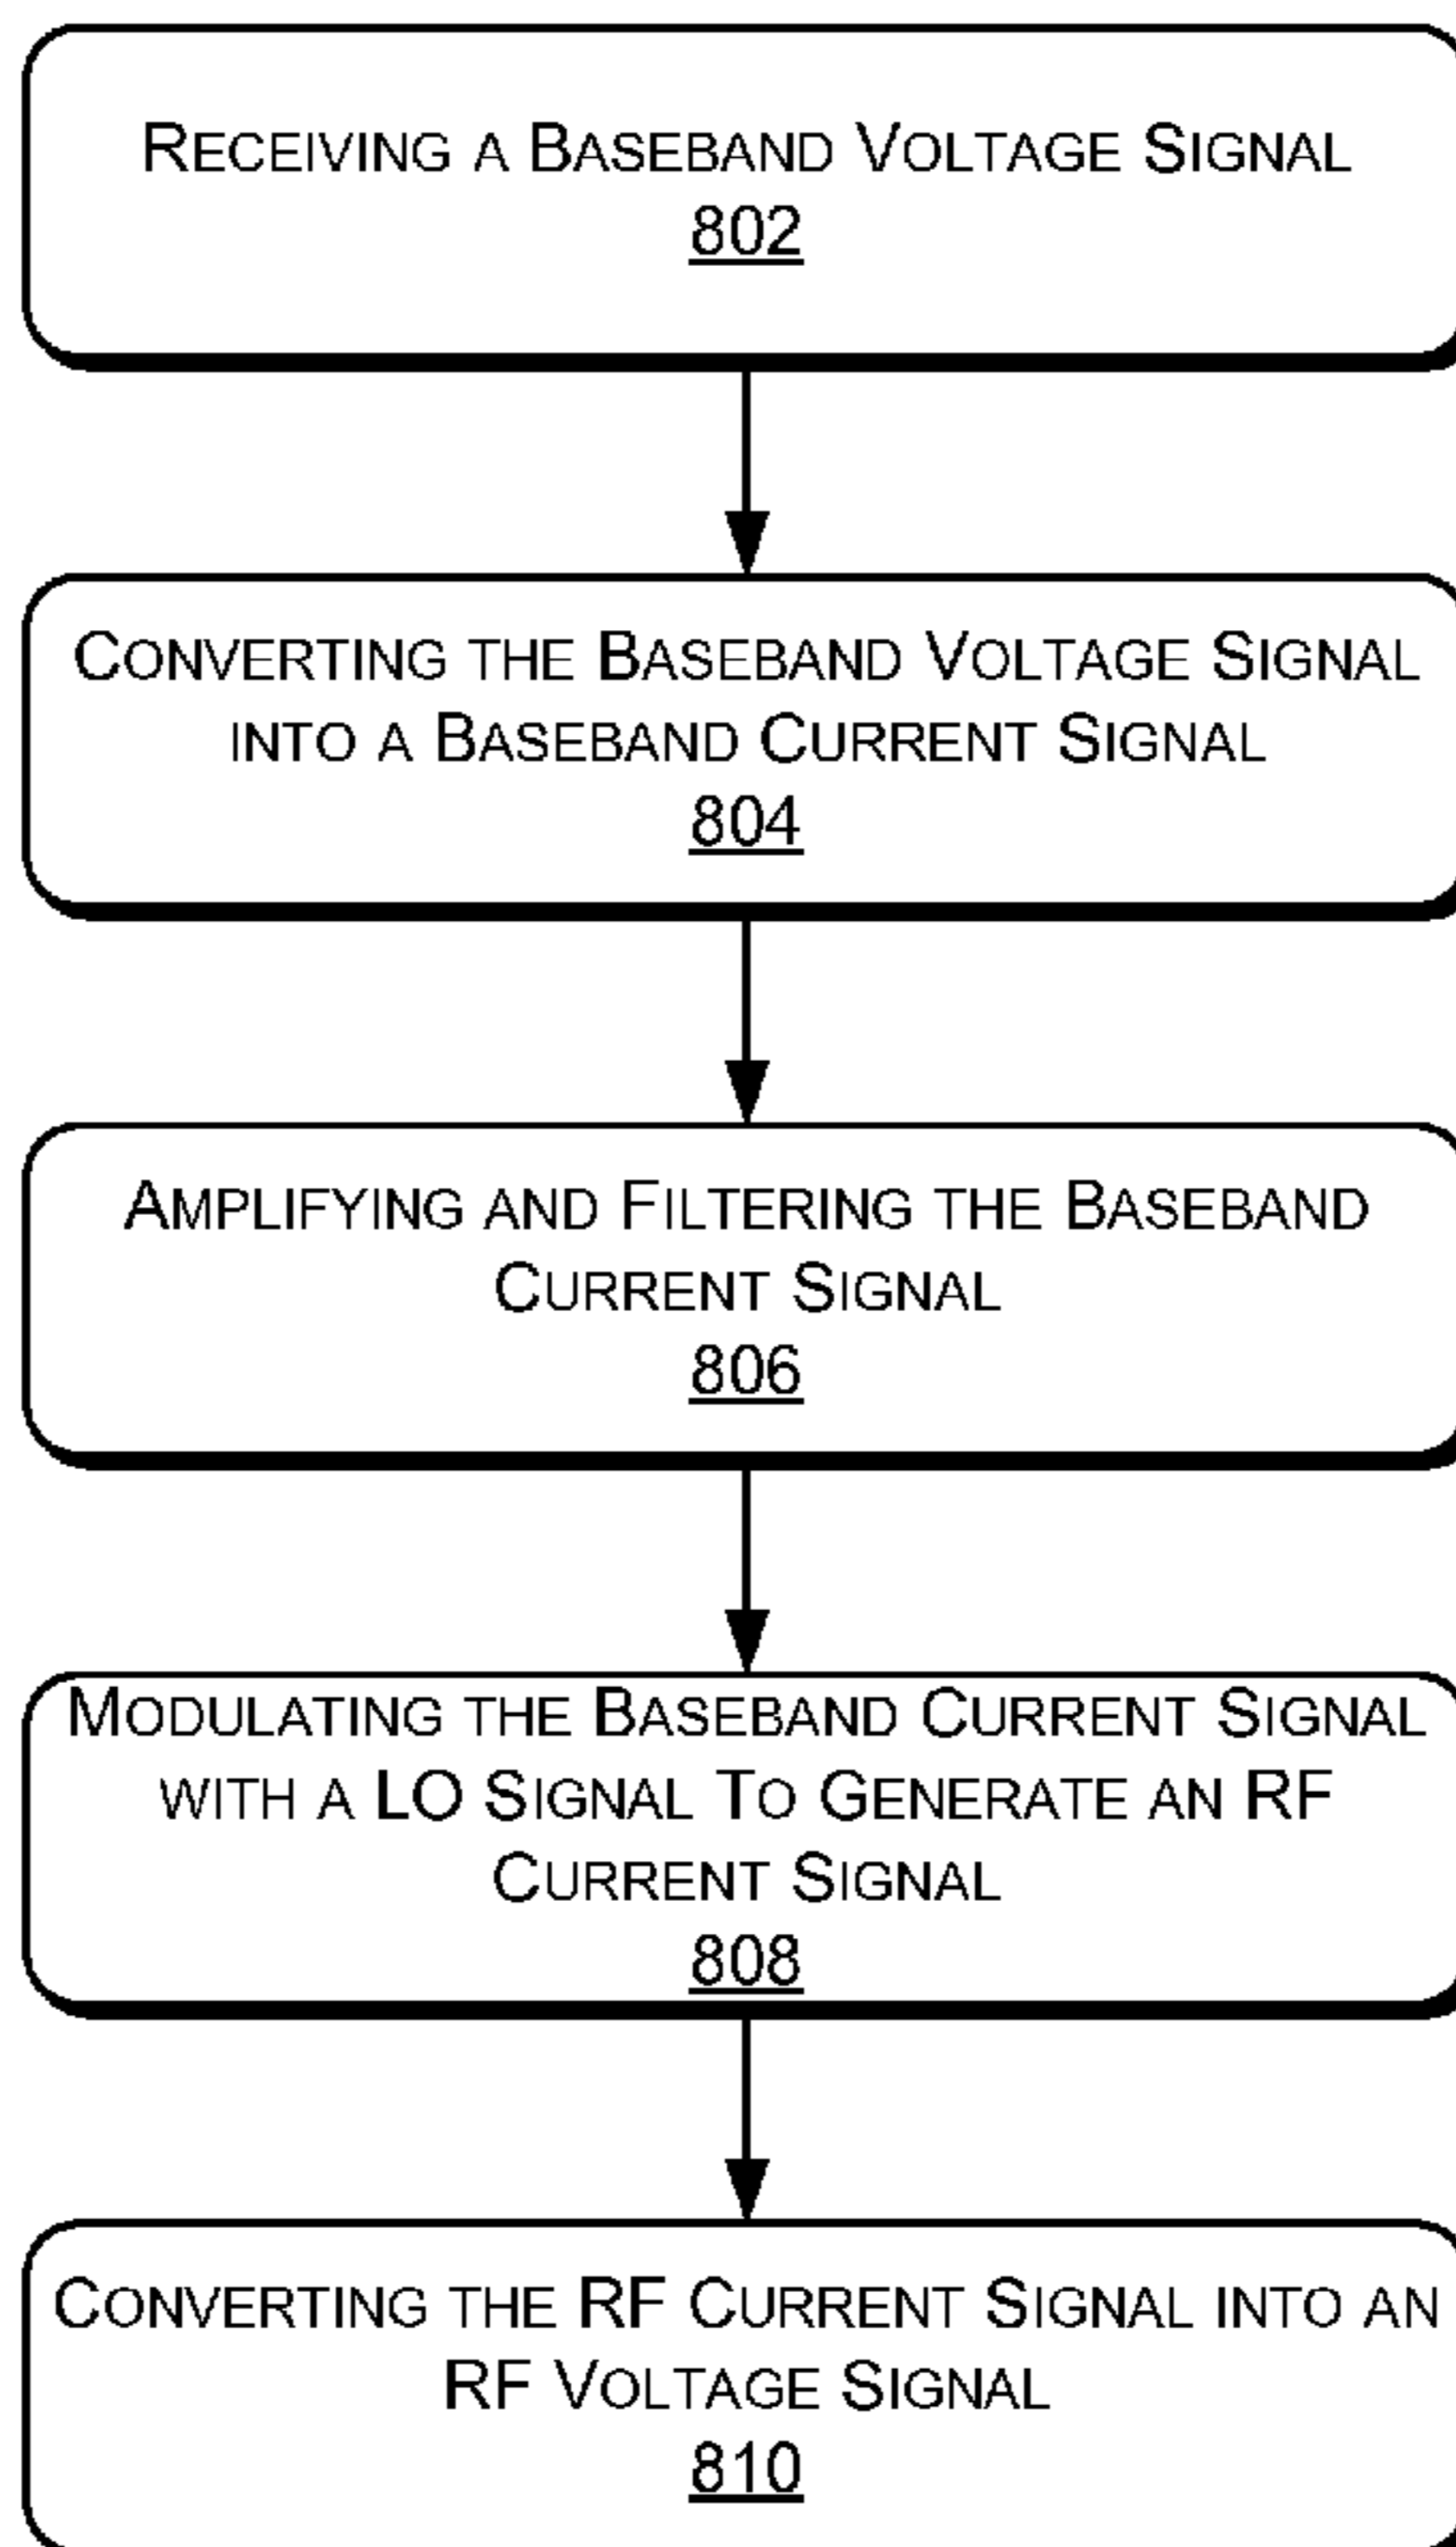 RECEIVING A BASEBAND VOLTAGE SIGNAL
802
CONVERTING THE BASEBAND VOLTAGE SIGNAL
INTO A BASEBAND CURRENT SIGNAL
804
AMPLIFYING AND FILTERING THE BASEBAND
CURRENT SIGNAL
806
MODULATING THE BASEBAND CURRENT SIGNAL
WITH A LO SIGNAL TO GENERATE AN RF
CURRENT SIGNAL
808
CONVERTING THE RF CURRENT SIGNAL INTO AN
RF VOLTAGE SIGNAL
810